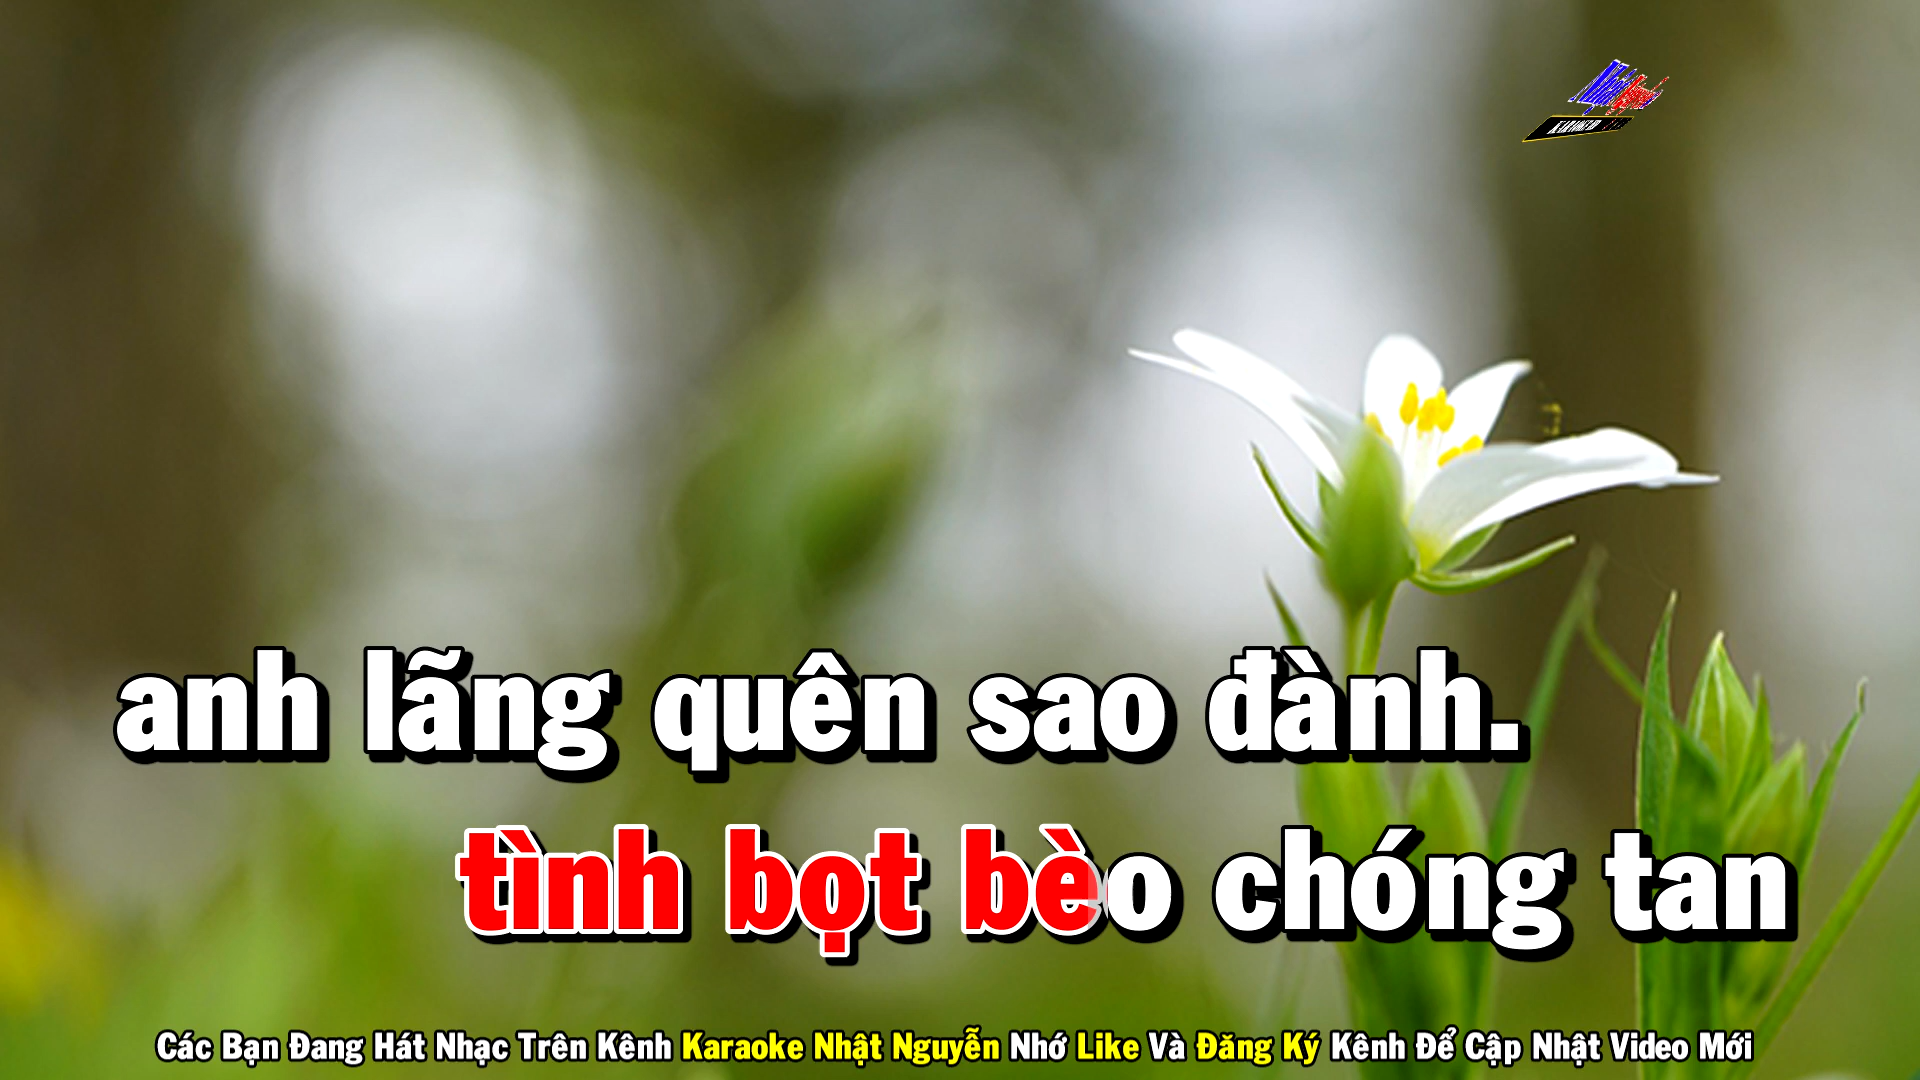 anh lãng quên sao đành.
tình bọt bèo chóng tan
Các Bạn Đang Hát Nhạc Trên Kênh Karaoke Nhật Nguyễn Nhớ Like Và Đăng Ký Kênh Để Cập Nhật Video Mới